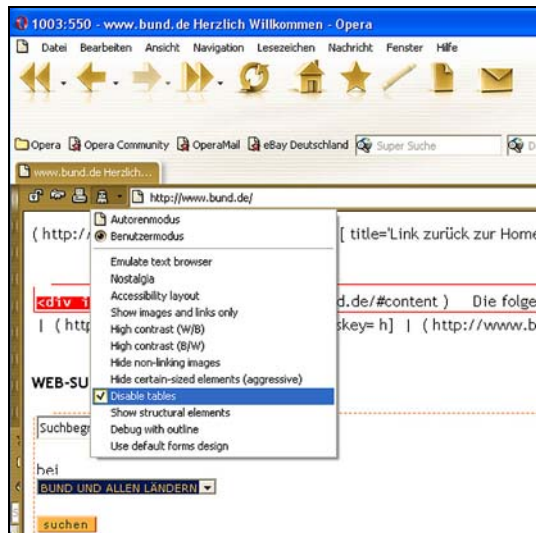 1003:550 - www.bund.de Herzlich Willkommen - Opera
Datei Bearbeiten Ansicht Navigation Lesezeichen Nachricht Fenster Hilfe
Opera Opera Community OperaMail eBay Deutschland Super Suche D
www.bund.de Herzlich...
http://www.bund.de/
Autorenmodus
( http:/ [ title='Link zurück zur Home
Benutzermodus
Emulate text browser
Nostalgia
Accessibility layout
<div i d.de/#content ) Die folge
Show images and links only
| ( http skey= h] | ( http://www.b
High contrast (W/B)
High contrast (B/W)
Hide non-linking images
Hide certain-sized elements (aggressive)
WEB-SU
Disable tables
Show structural elements
Suchbegr
Debug with outline
Use default forms design
bei
BUND UND ALLEN LÄNDERN
suchen